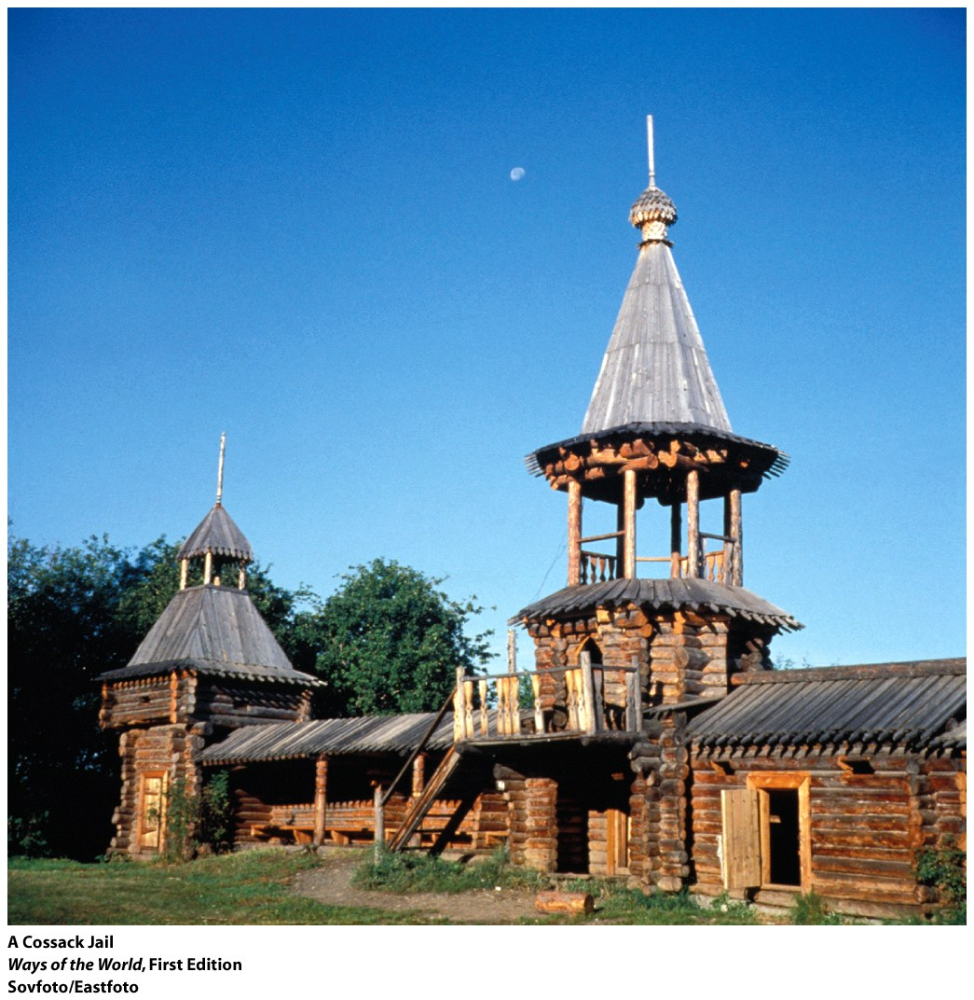 A Cossack Jail
Ways of the World, First Edition
Sovfoto/Eastfoto